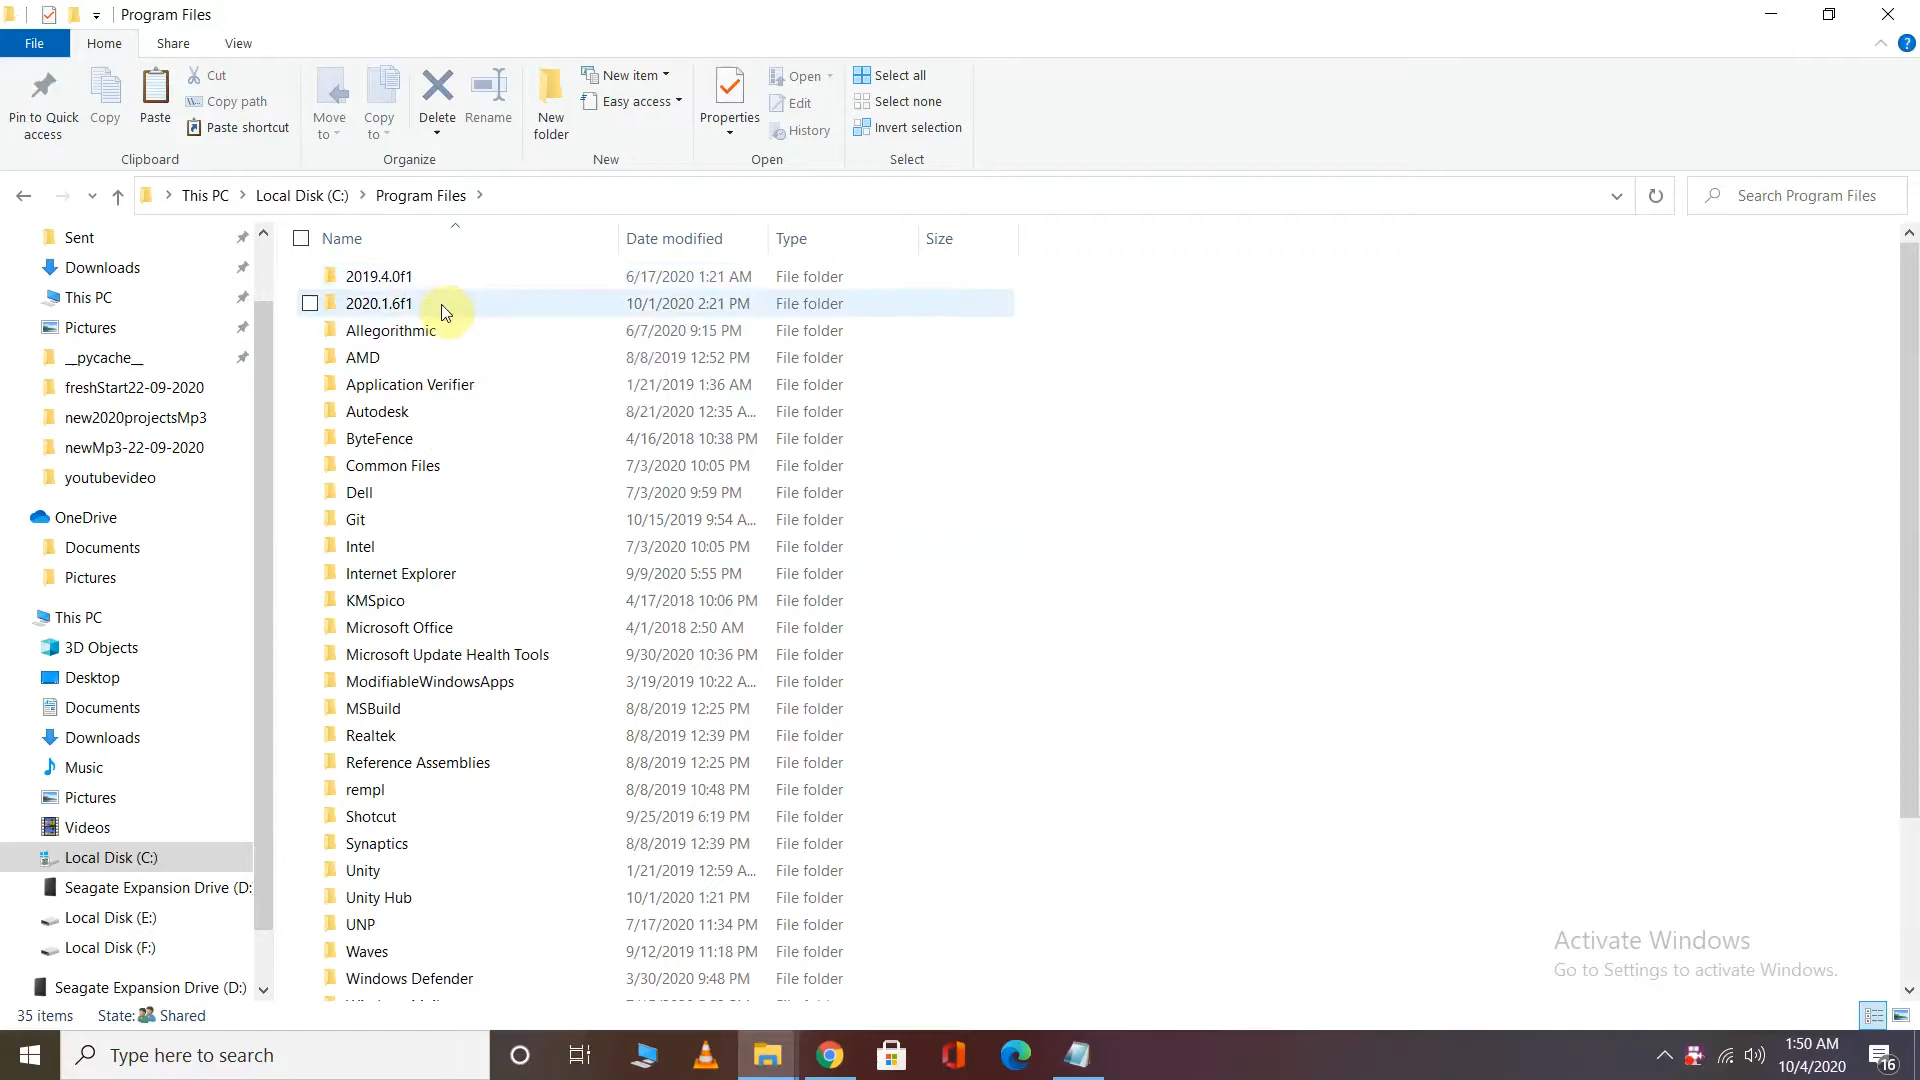 Program Files
File Home Share View
Pin to Quick access
Copy
Paste
Cut
Copy path
Paste shortcut
Clipboard
Move to
Copy to
Delete
Rename
Organize
New folder
New item
Easy access
New
Properties
Open
Edit
History
Open
Select all
Select none
Invert selection
Select
This PC Local Disk (C:) Program Files
Search Program Files
Sent
Downloads
This PC
Pictures
__pycache__
freshStart22-09-2020
new2020projectsMp3
newMp3-22-09-2020
youtubevideo
OneDrive
Documents
Pictures
This PC
3D Objects
Desktop
Documents
Downloads
Music
Pictures
Videos
Local Disk (C:)
Seagate Expansion Drive (D:
Local Disk (E:)
Local Disk (F:)
Seagate Expansion Drive (D:)
Name Date modified Type Size
2019.4.0f1 6/17/2020 1:21 AM File folder
2020.1.6f1 10/1/2020 2:21 PM File folder
Allegorithmic 6/7/2020 9:15 PM File folder
AMD 8/8/2019 12:52 PM File folder
Application Verifier 1/21/2019 1:36 AM File folder
Autodesk 8/21/2020 12:35 A... File folder
ByteFence 4/16/2018 10:38 PM File folder
Common Files 7/3/2020 10:05 PM File folder
Dell 7/3/2020 9:59 PM File folder
Git 10/15/2019 9:54 A... File folder
Intel 7/3/2020 10:05 PM File folder
Internet Explorer 9/9/2020 5:55 PM File folder
KMSpico 4/17/2018 10:06 PM File folder
Microsoft Office 4/1/2018 2:50 AM File folder
Microsoft Update Health Tools 9/30/2020 10:36 PM File folder
ModifiableWindowsApps 3/19/2019 10:22 A... File folder
MSBuild 8/8/2019 12:25 PM File folder
Realtek 8/8/2019 12:39 PM File folder
Reference Assemblies 8/8/2019 12:25 PM File folder
rempl 8/8/2019 10:48 PM File folder
Shotcut 9/25/2019 6:19 PM File folder
Synaptics 8/8/2019 12:39 PM File folder
Unity 1/21/2019 12:59 A... File folder
Unity Hub 10/1/2020 1:21 PM File folder
UNP 7/17/2020 11:34 PM File folder
Waves 9/12/2019 11:18 PM File folder
Windows Defender 3/30/2020 9:48 PM File folder
Activate Windows
Go to Settings to activate Windows.
35 items State: Shared
Type here to search
1:50 AM
10/4/2020
16